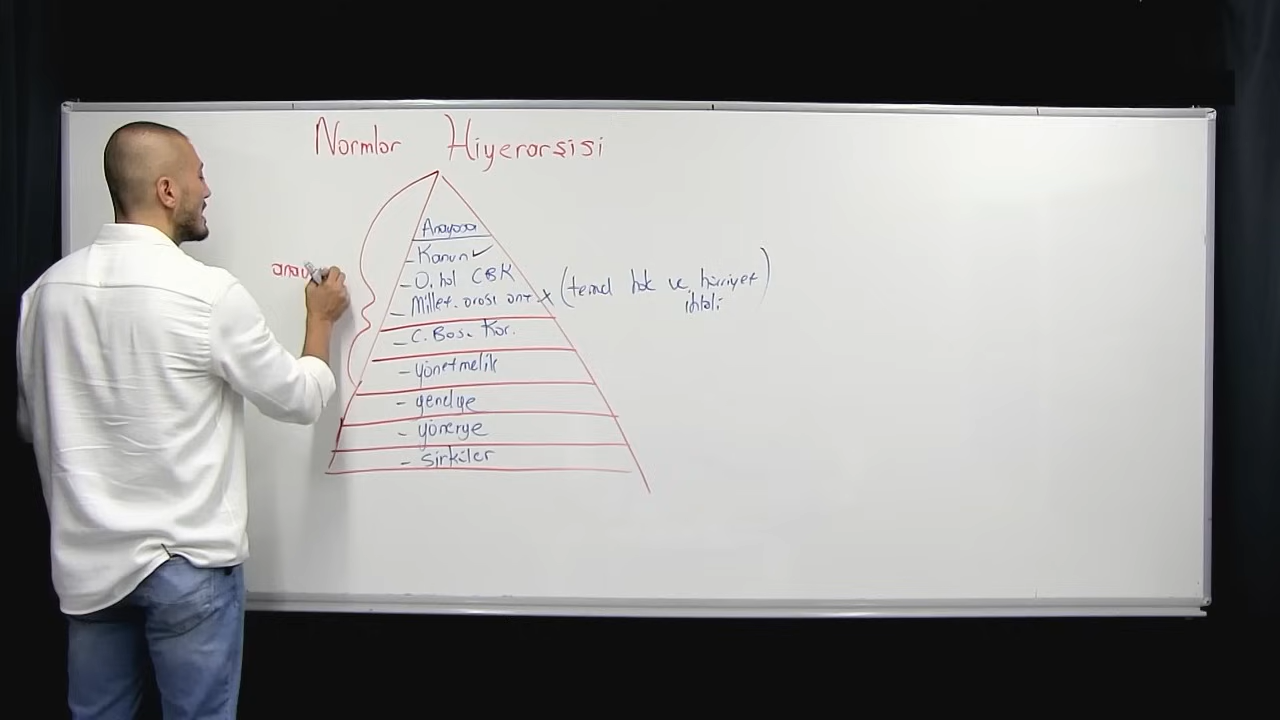 Normlar Hiyerarşisi
Anayasa
- Kanun ✓
- O. hal CBK
- Millet. arası ant x (temel hak ve hürriyet ihlali)
- C. Baş. Kar.
- yönetmelik
- genelge
- yönerge
- Sirküler